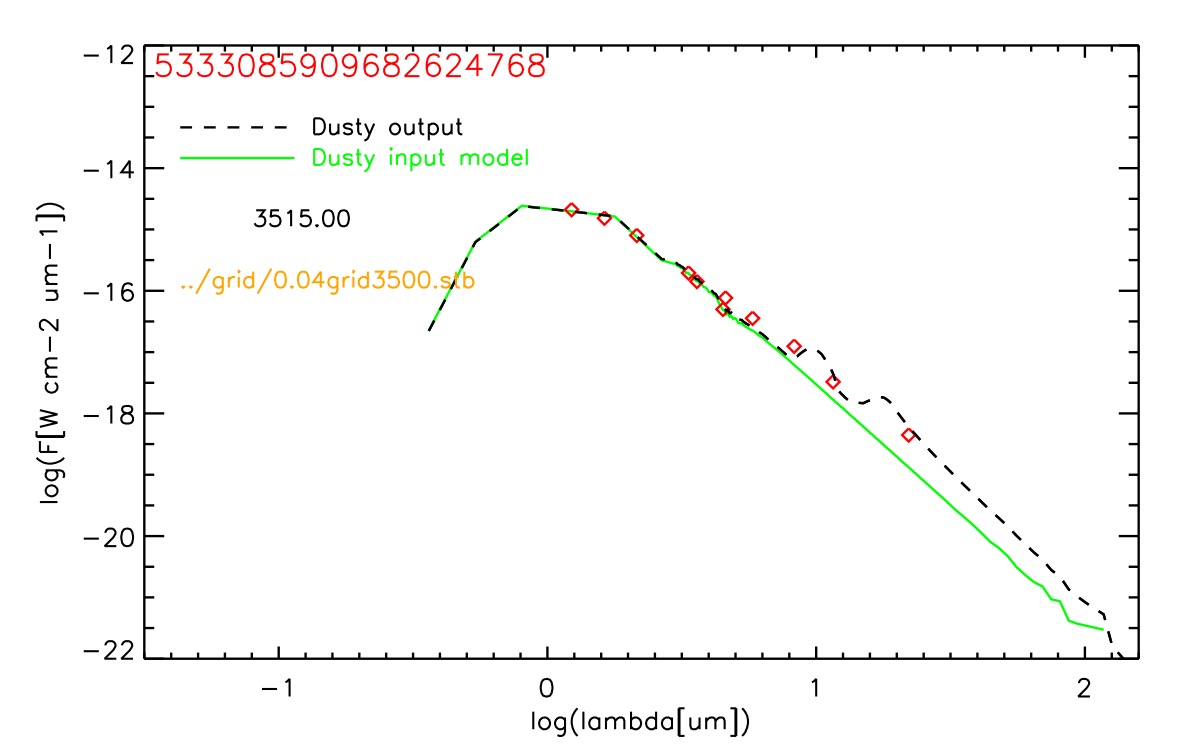 5333085909682624768
Dusty output
Dusty input model
3515.00
../grid/0.04grid3500.stb
-12
-14
-16
-18
-20
-22
log(F[W cm-2 um-1])
-1 0 1 2
log(lambda[um])